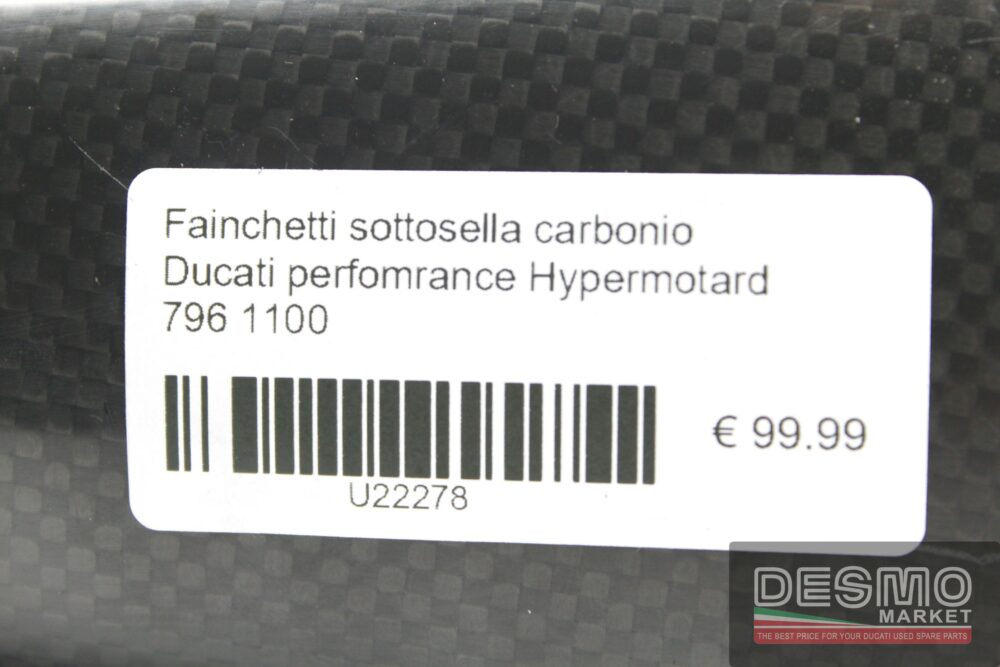 Fainchetti sottosella carbonio
Ducati perfomrance Hypermotard
796 1100
€ 99.99
U22278
DESMO
MARKET
THE BEST PRICE FOR YOUR DUCATI USED SPARE PARTS